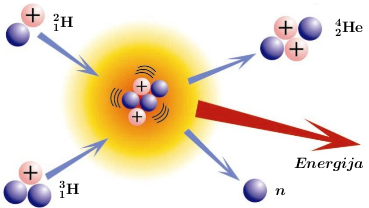 + ²₁H
⁴₂He
+
+
+
+
Energija
+ ³₁H
n